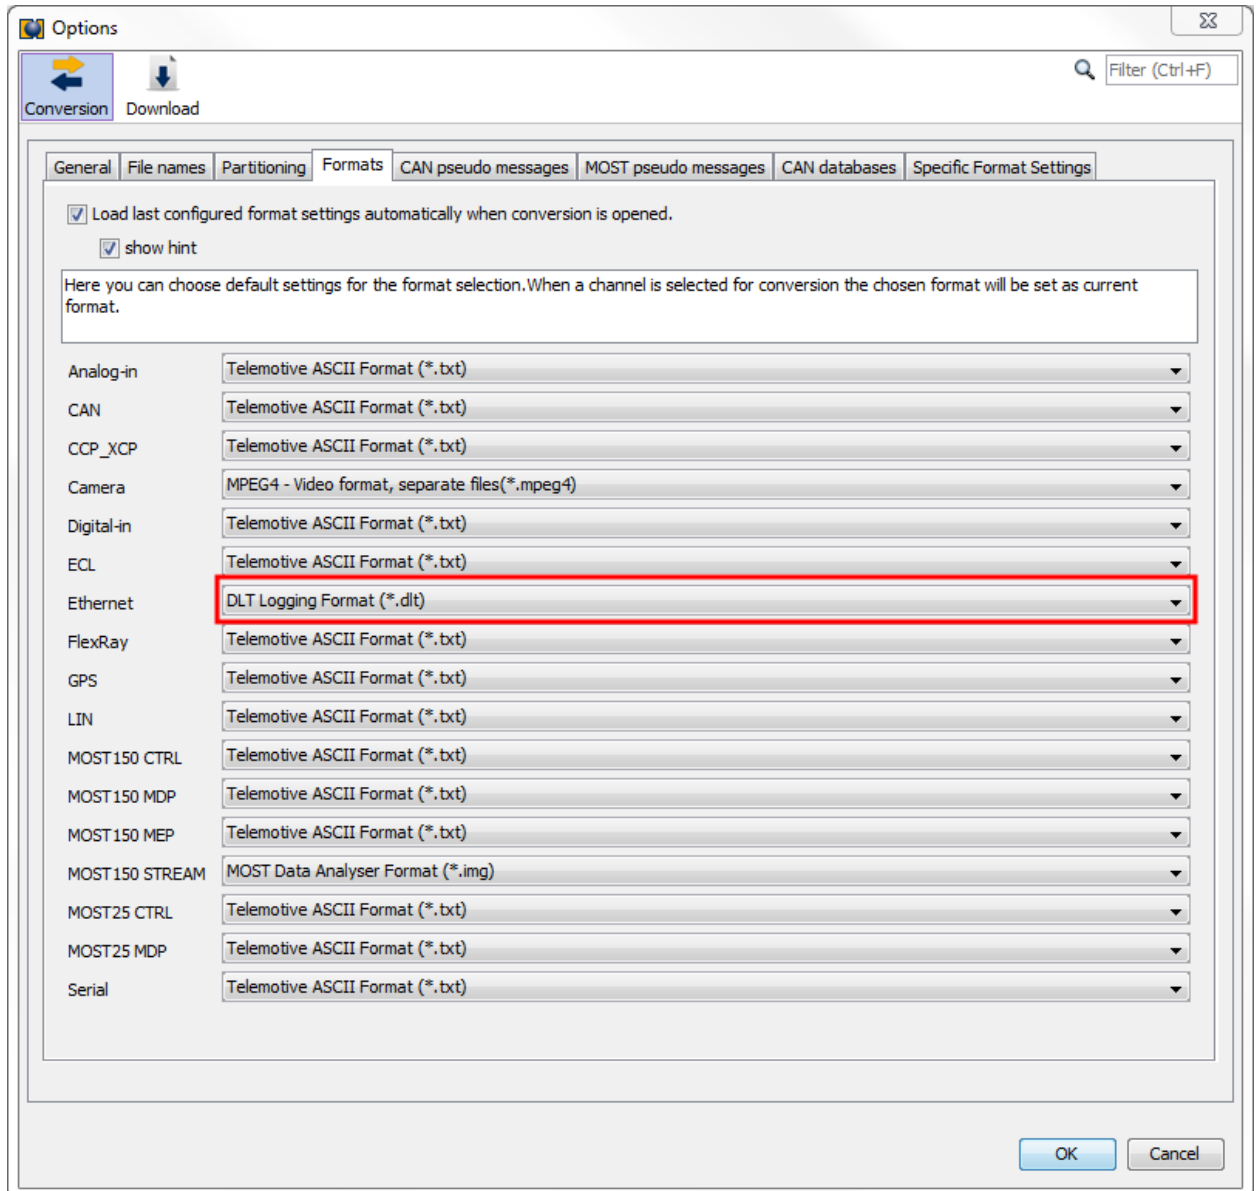 Options
Filter (Ctrl+F)
Conversion Download
General File names Partitioning Formats CAN pseudo messages MOST pseudo messages CAN databases Specific Format Settings
Load last configured format settings automatically when conversion is opened.
show hint
Here you can choose default settings for the format selection.When a channel is selected for conversion the chosen format will be set as current
format.
Analog-in Telemotive ASCII Format (*.txt)
CAN Telemotive ASCII Format (*.txt)
CCP_XCP Telemotive ASCII Format (*.txt)
Camera MPEG4 - Video format, separate files(*.mpeg4)
Digital-in Telemotive ASCII Format (*.txt)
ECL Telemotive ASCII Format (*.txt)
Ethernet DLT Logging Format (*.dlt)
FlexRay Telemotive ASCII Format (*.txt)
GPS Telemotive ASCII Format (*.txt)
LIN Telemotive ASCII Format (*.txt)
MOST150 CTRL Telemotive ASCII Format (*.txt)
MOST150 MDP Telemotive ASCII Format (*.txt)
MOST150 MEP Telemotive ASCII Format (*.txt)
MOST150 STREAM MOST Data Analyser Format (*.img)
MOST25 CTRL Telemotive ASCII Format (*.txt)
MOST25 MDP Telemotive ASCII Format (*.txt)
Serial Telemotive ASCII Format (*.txt)
OK Cancel